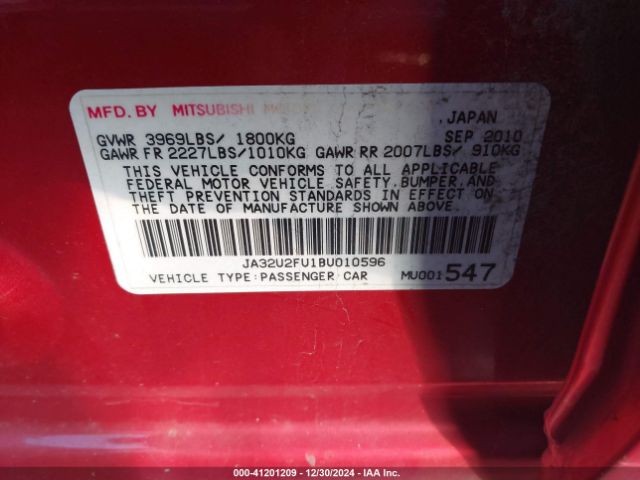 MFD. BY MITSUBISHI MOTORS
, JAPAN
GVWR 3969LBS/ 1800KG SEP 2010
GAWR FR 2227LBS/1010KG GAWR RR 2007LBS/ 910KG
THIS VEHICLE CONFORMS TO ALL APPLICABLE
FEDERAL MOTOR VEHICLE SAFETY, BUMPER, AND
THEFT PREVENTION STANDARDS IN EFFECT ON
THE DATE OF MANUFACTURE SHOWN ABOVE.
JA32U2FU1BU010596
VEHICLE TYPE:PASSENGER CAR MU001547
000-41201209 - 12/30/2024 - IAA Inc.